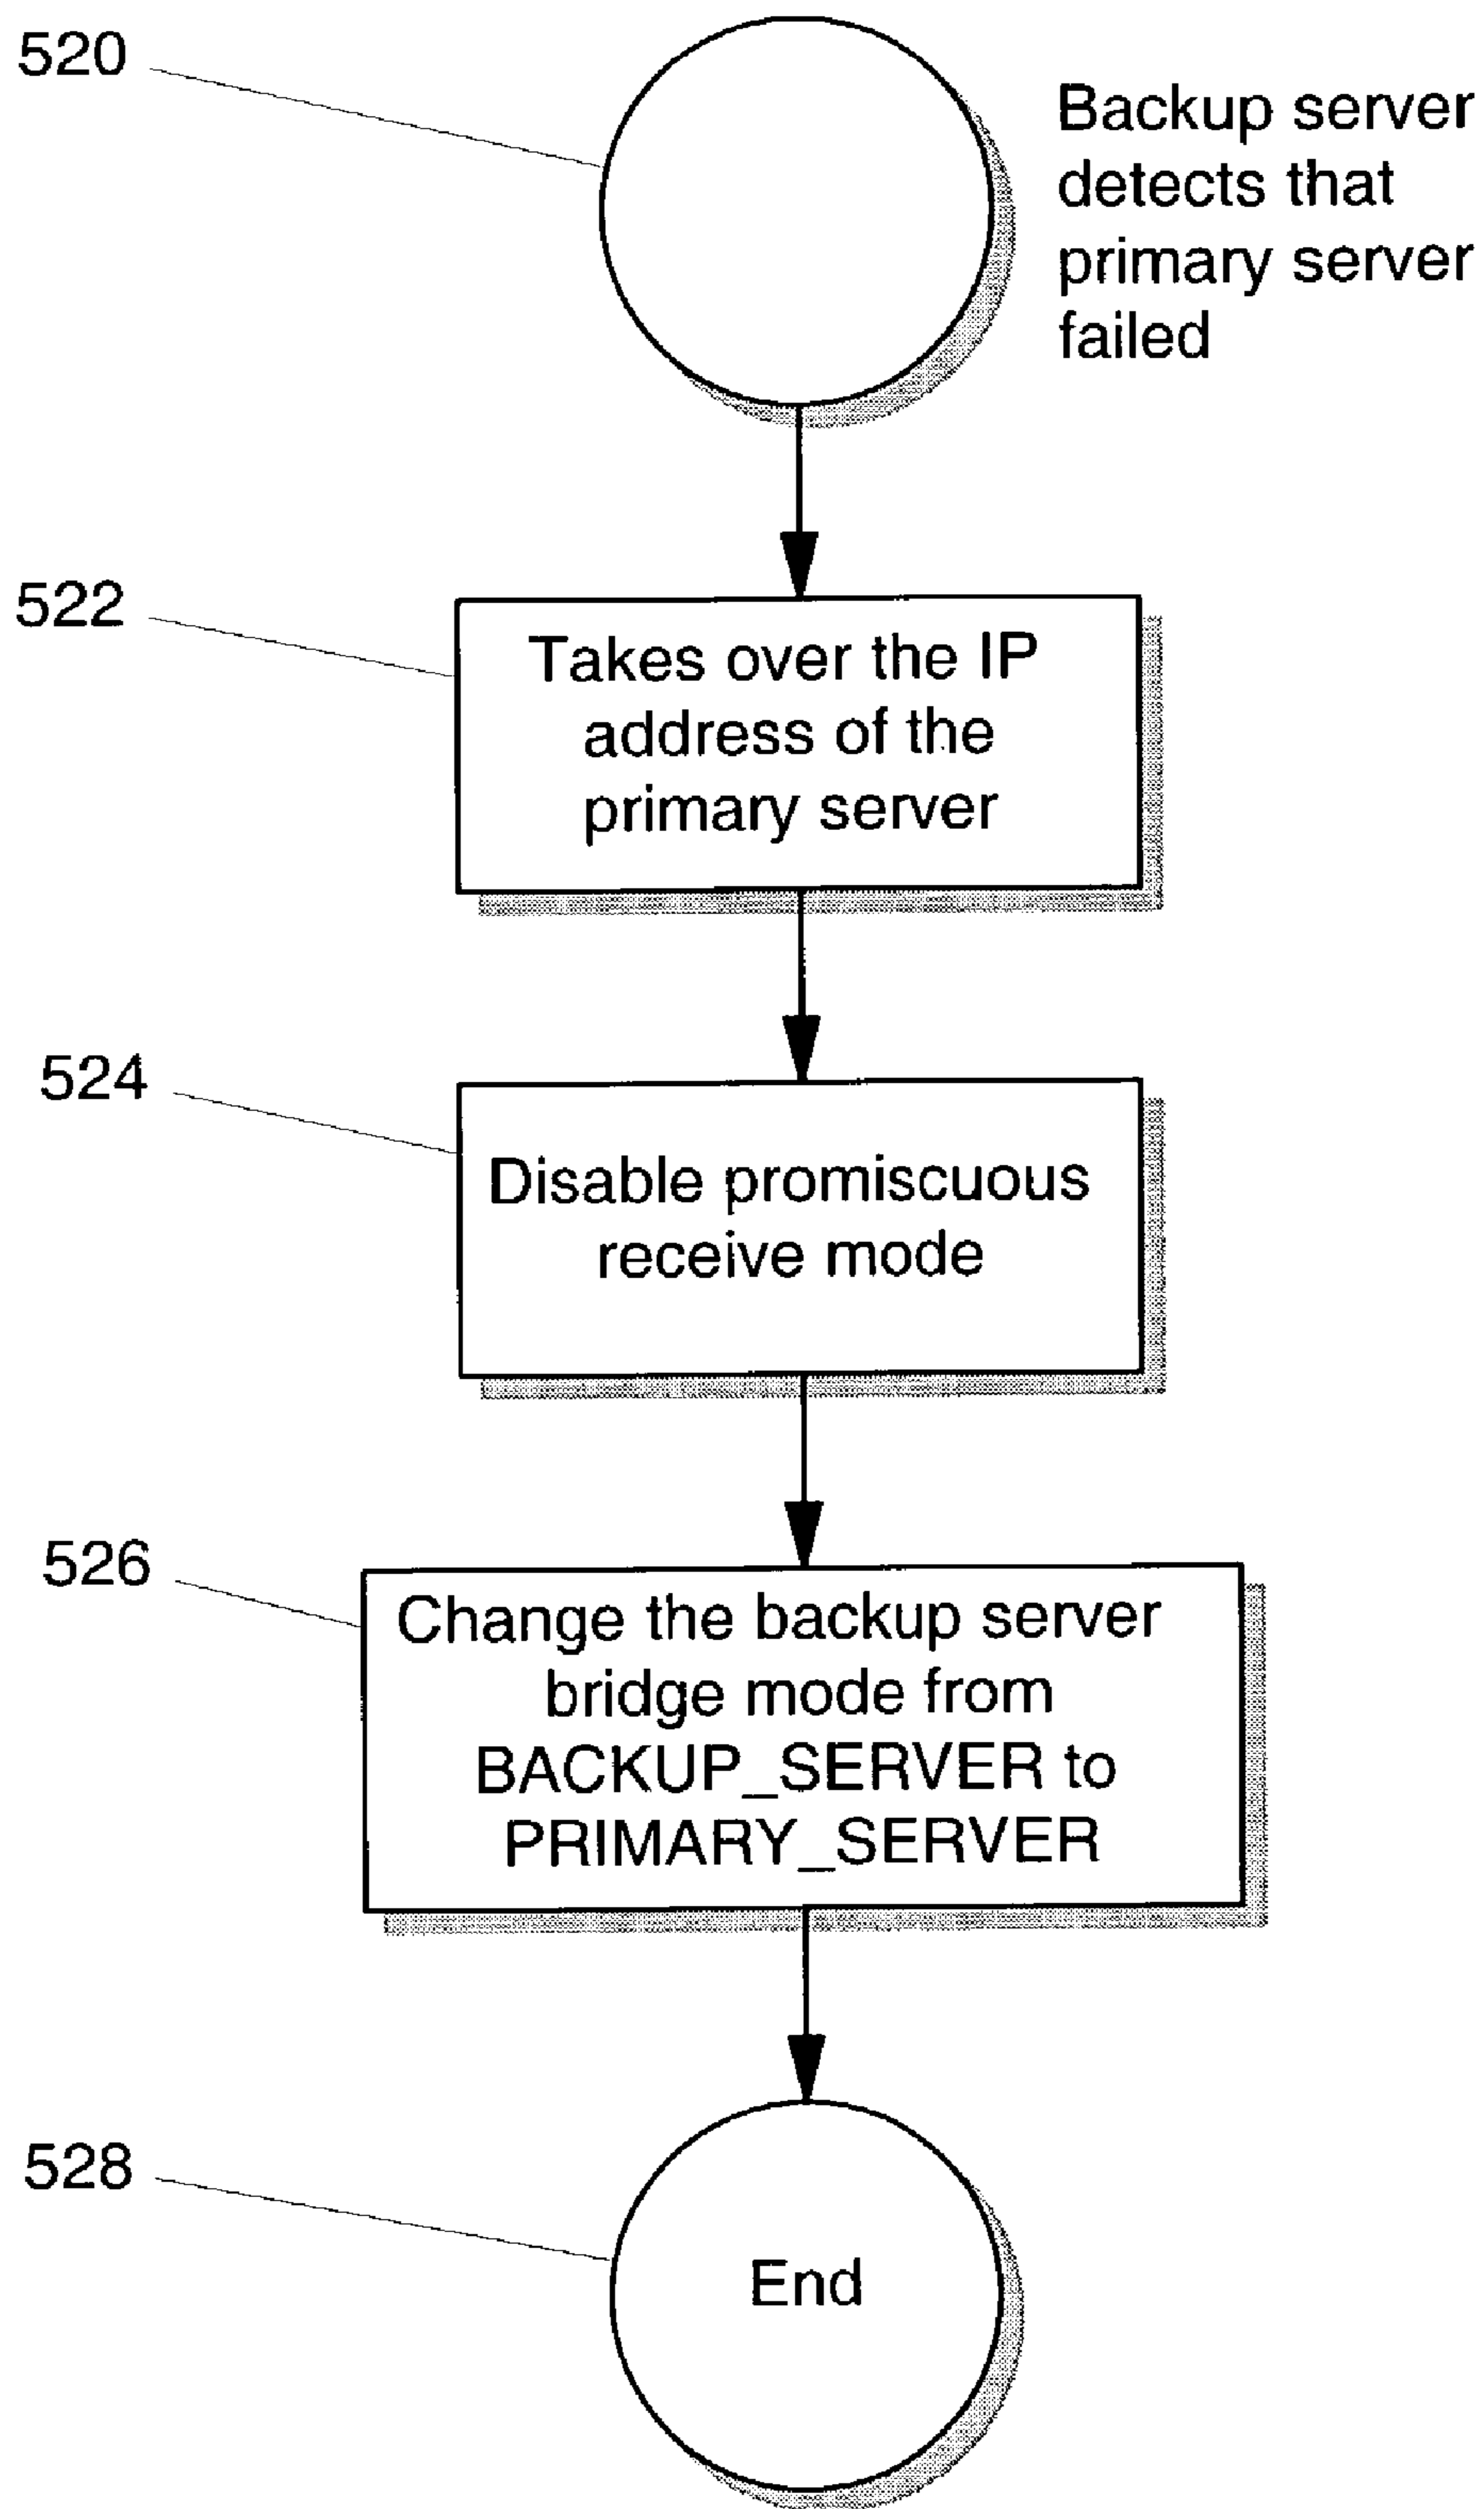 520
Backup server
detects that
primary server
failed
522
Takes over the IP
address of the
primary server
524
Disable promiscuous
receive mode
526
Change the backup server
bridge mode from
BACKUP_SERVER to
PRIMARY_SERVER
528
End